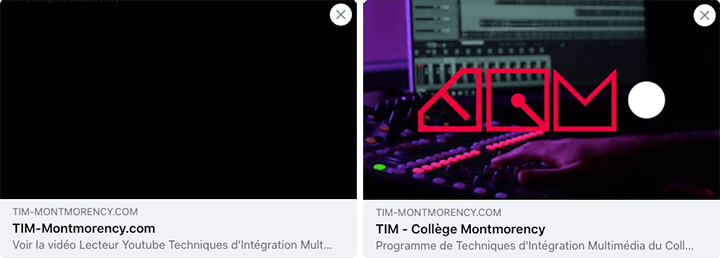 TIM-MONTMORENCY.COM
TIM-Montmorency.com
Voir la vidéo Lecteur Youtube Techniques d'Intégration Mult...
TIM-MONTMORENCY.COM
TIM - Collège Montmorency
Programme de Techniques d'Intégration Multimédia du Coll...